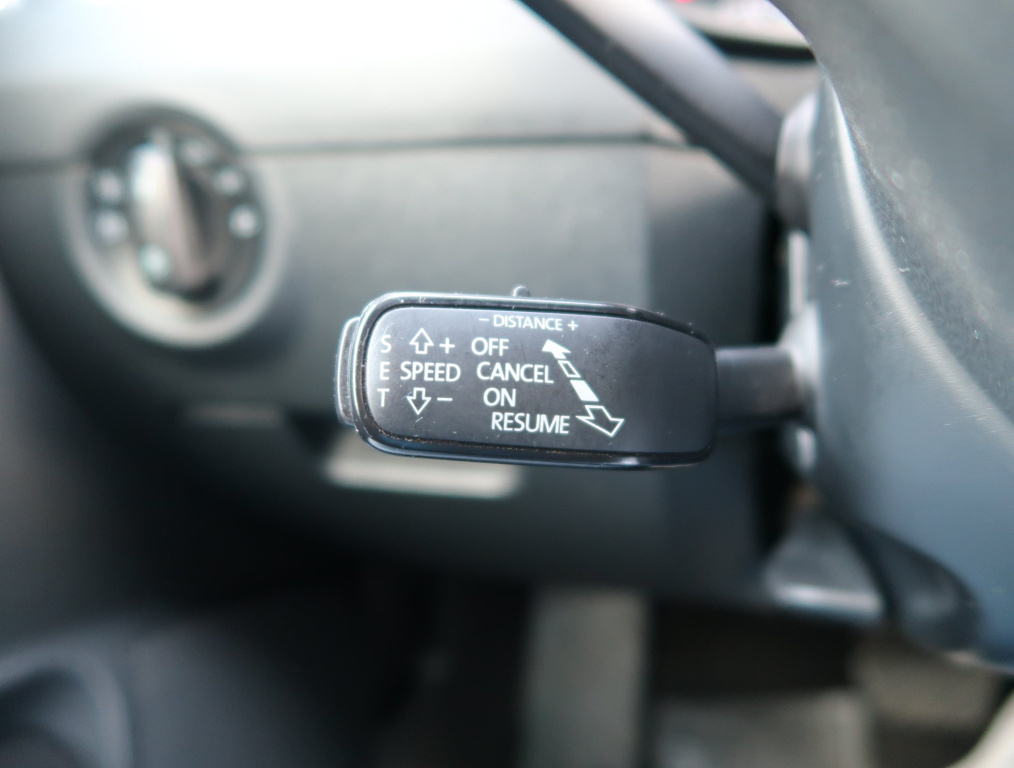 – DISTANCE +
S + OFF
E SPEED CANCEL
T – ON
RESUME